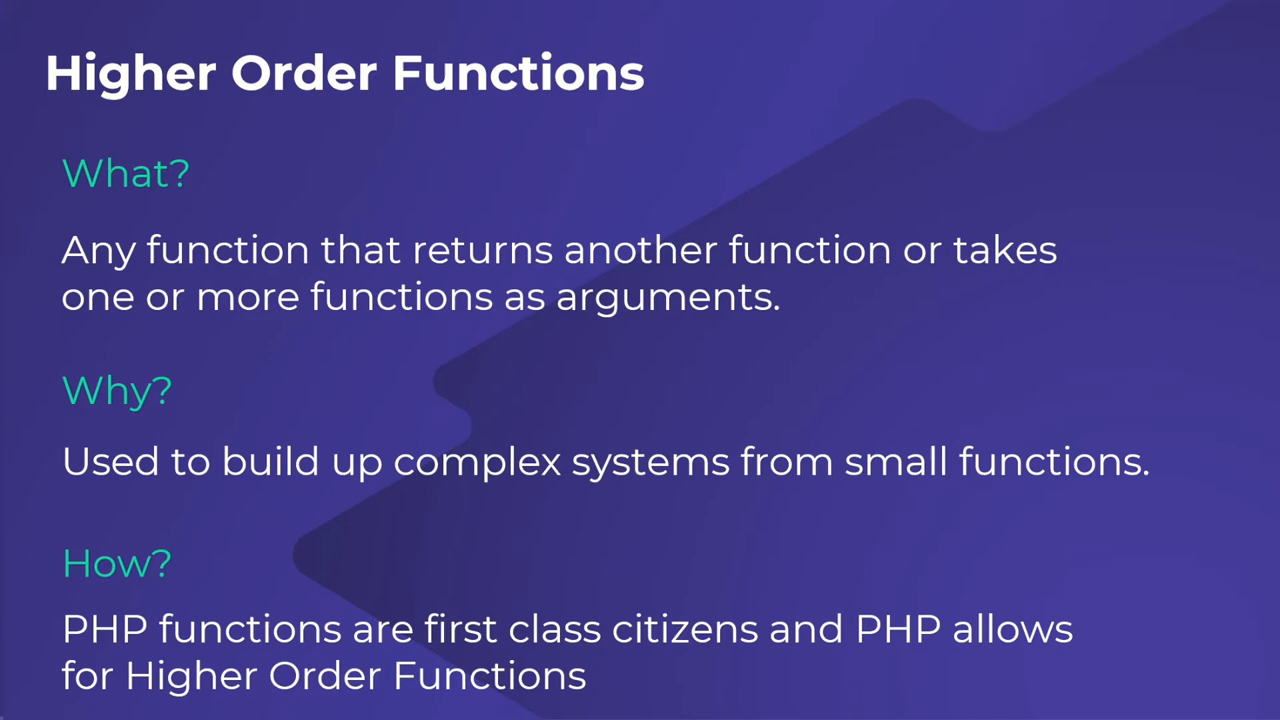 Higher Order Functions
What?
Any function that returns another function or takes
one or more functions as arguments.
Why?
Used to build up complex systems from small functions.
How?
PHP functions are first class citizens and PHP allows
for Higher Order Functions